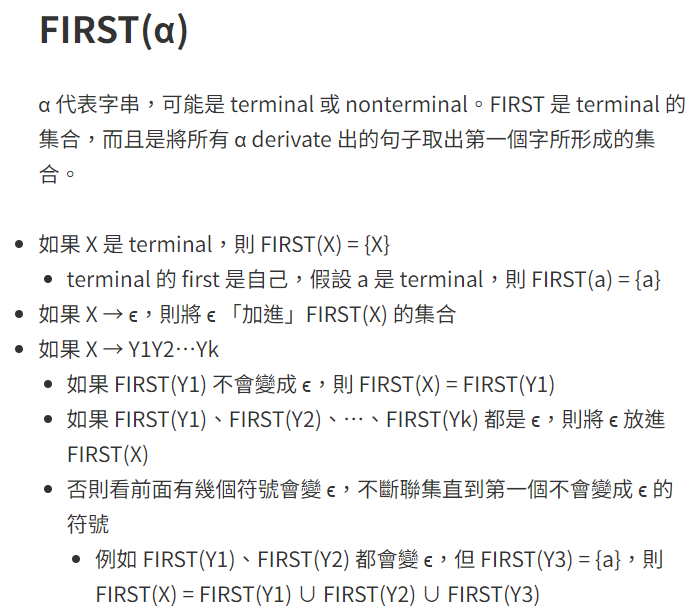 FIRST(α)
α 代表字串，可能是 terminal 或 nonterminal。FIRST 是 terminal 的
集合，而且是將所有 α derivate 出的句子取出第一個字所形成的集
合。
如果 X 是 terminal，則 FIRST(X) = {X}
terminal 的 first 是自己，假設 a 是 terminal，則 FIRST(a) = {a}
如果 X → ϵ，則將 ϵ 「加進」FIRST(X) 的集合
如果 X → Y1Y2⋯Yk
如果 FIRST(Y1) 不會變成 ϵ，則 FIRST(X) = FIRST(Y1)
如果 FIRST(Y1)、FIRST(Y2)、⋯、FIRST(Yk) 都是 ϵ，則將 ϵ 放進
FIRST(X)
否則看前面有幾個符號會變 ϵ，不斷聯集直到第一個不會變成 ϵ 的
符號
例如 FIRST(Y1)、FIRST(Y2) 都會變 ϵ，但 FIRST(Y3) = {a}，則
FIRST(X) = FIRST(Y1) ∪ FIRST(Y2) ∪ FIRST(Y3)